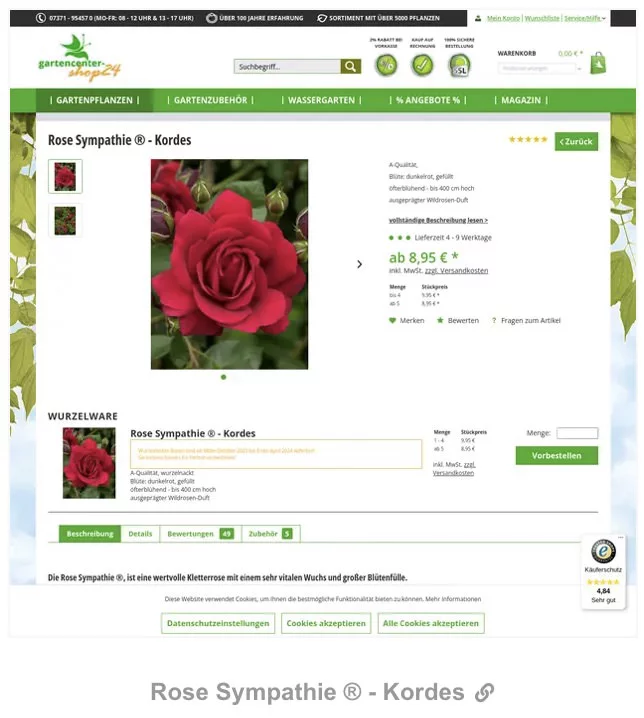 07371 - 95457 0 (MO-FR: 08 - 12 UHR & 13 - 17 UHR)
ÜBER 100 JAHRE ERFAHRUNG
SORTIMENT MIT ÜBER 5000 PFLANZEN
Mein Konto | Wunschliste | Service/Hilfe
gartencenter-
shop24
Suchbegriff...
2% RABATT BEI
VORKASSE
KAUF AUF
RECHNUNG
100% SICHERE
BESTELLUNG
SSL
WARENKORB
0,00 € *
| GARTENPFLANZEN |
| GARTENZUBEHÖR |
| WASSERGARTEN |
| % ANGEBOTE % |
| MAGAZIN |
Rose Sympathie ® - Kordes
Zurück
A-Qualität,
Blüte: dunkelrot, gefüllt
öfterblühend - bis 400 cm hoch
ausgeprägter Wildrosen-Duft
vollständige Beschreibung lesen >
Lieferzeit 4 - 9 Werktage
ab 8,95 € *
inkl. MwSt. zzgl. Versandkosten
Menge Stückpreis
bis 4 9,95 € *
ab 5 8,95 € *
Merken
Bewerten
? Fragen zum Artikel
WURZELWARE
Rose Sympathie ® - Kordes
A-Qualität, wurzelnackt
Blüte: dunkelrot, gefüllt
öfterblühend - bis 400 cm hoch
ausgeprägter Wildrosen-Duft
Menge Stückpreis
1 - 4 9,95 € *
ab 5 8,95 € *
inkl. MwSt. zzgl.
Versandkosten
Menge:
Vorbestellen
Beschreibung
Details
Bewertungen 49
Zubehör 5
Die Rose Sympathie ®, ist eine wertvolle Kletterrose mit einem sehr vitalen Wuchs und großer Blütenfülle.
Käuferschutz
4,84
Sehr gut
Diese Website verwendet Cookies, um Ihnen die bestmögliche Funktionalität bieten zu können. Mehr Informationen
Datenschutzeinstellungen
Cookies akzeptieren
Alle Cookies akzeptieren
Rose Sympathie ® - Kordes